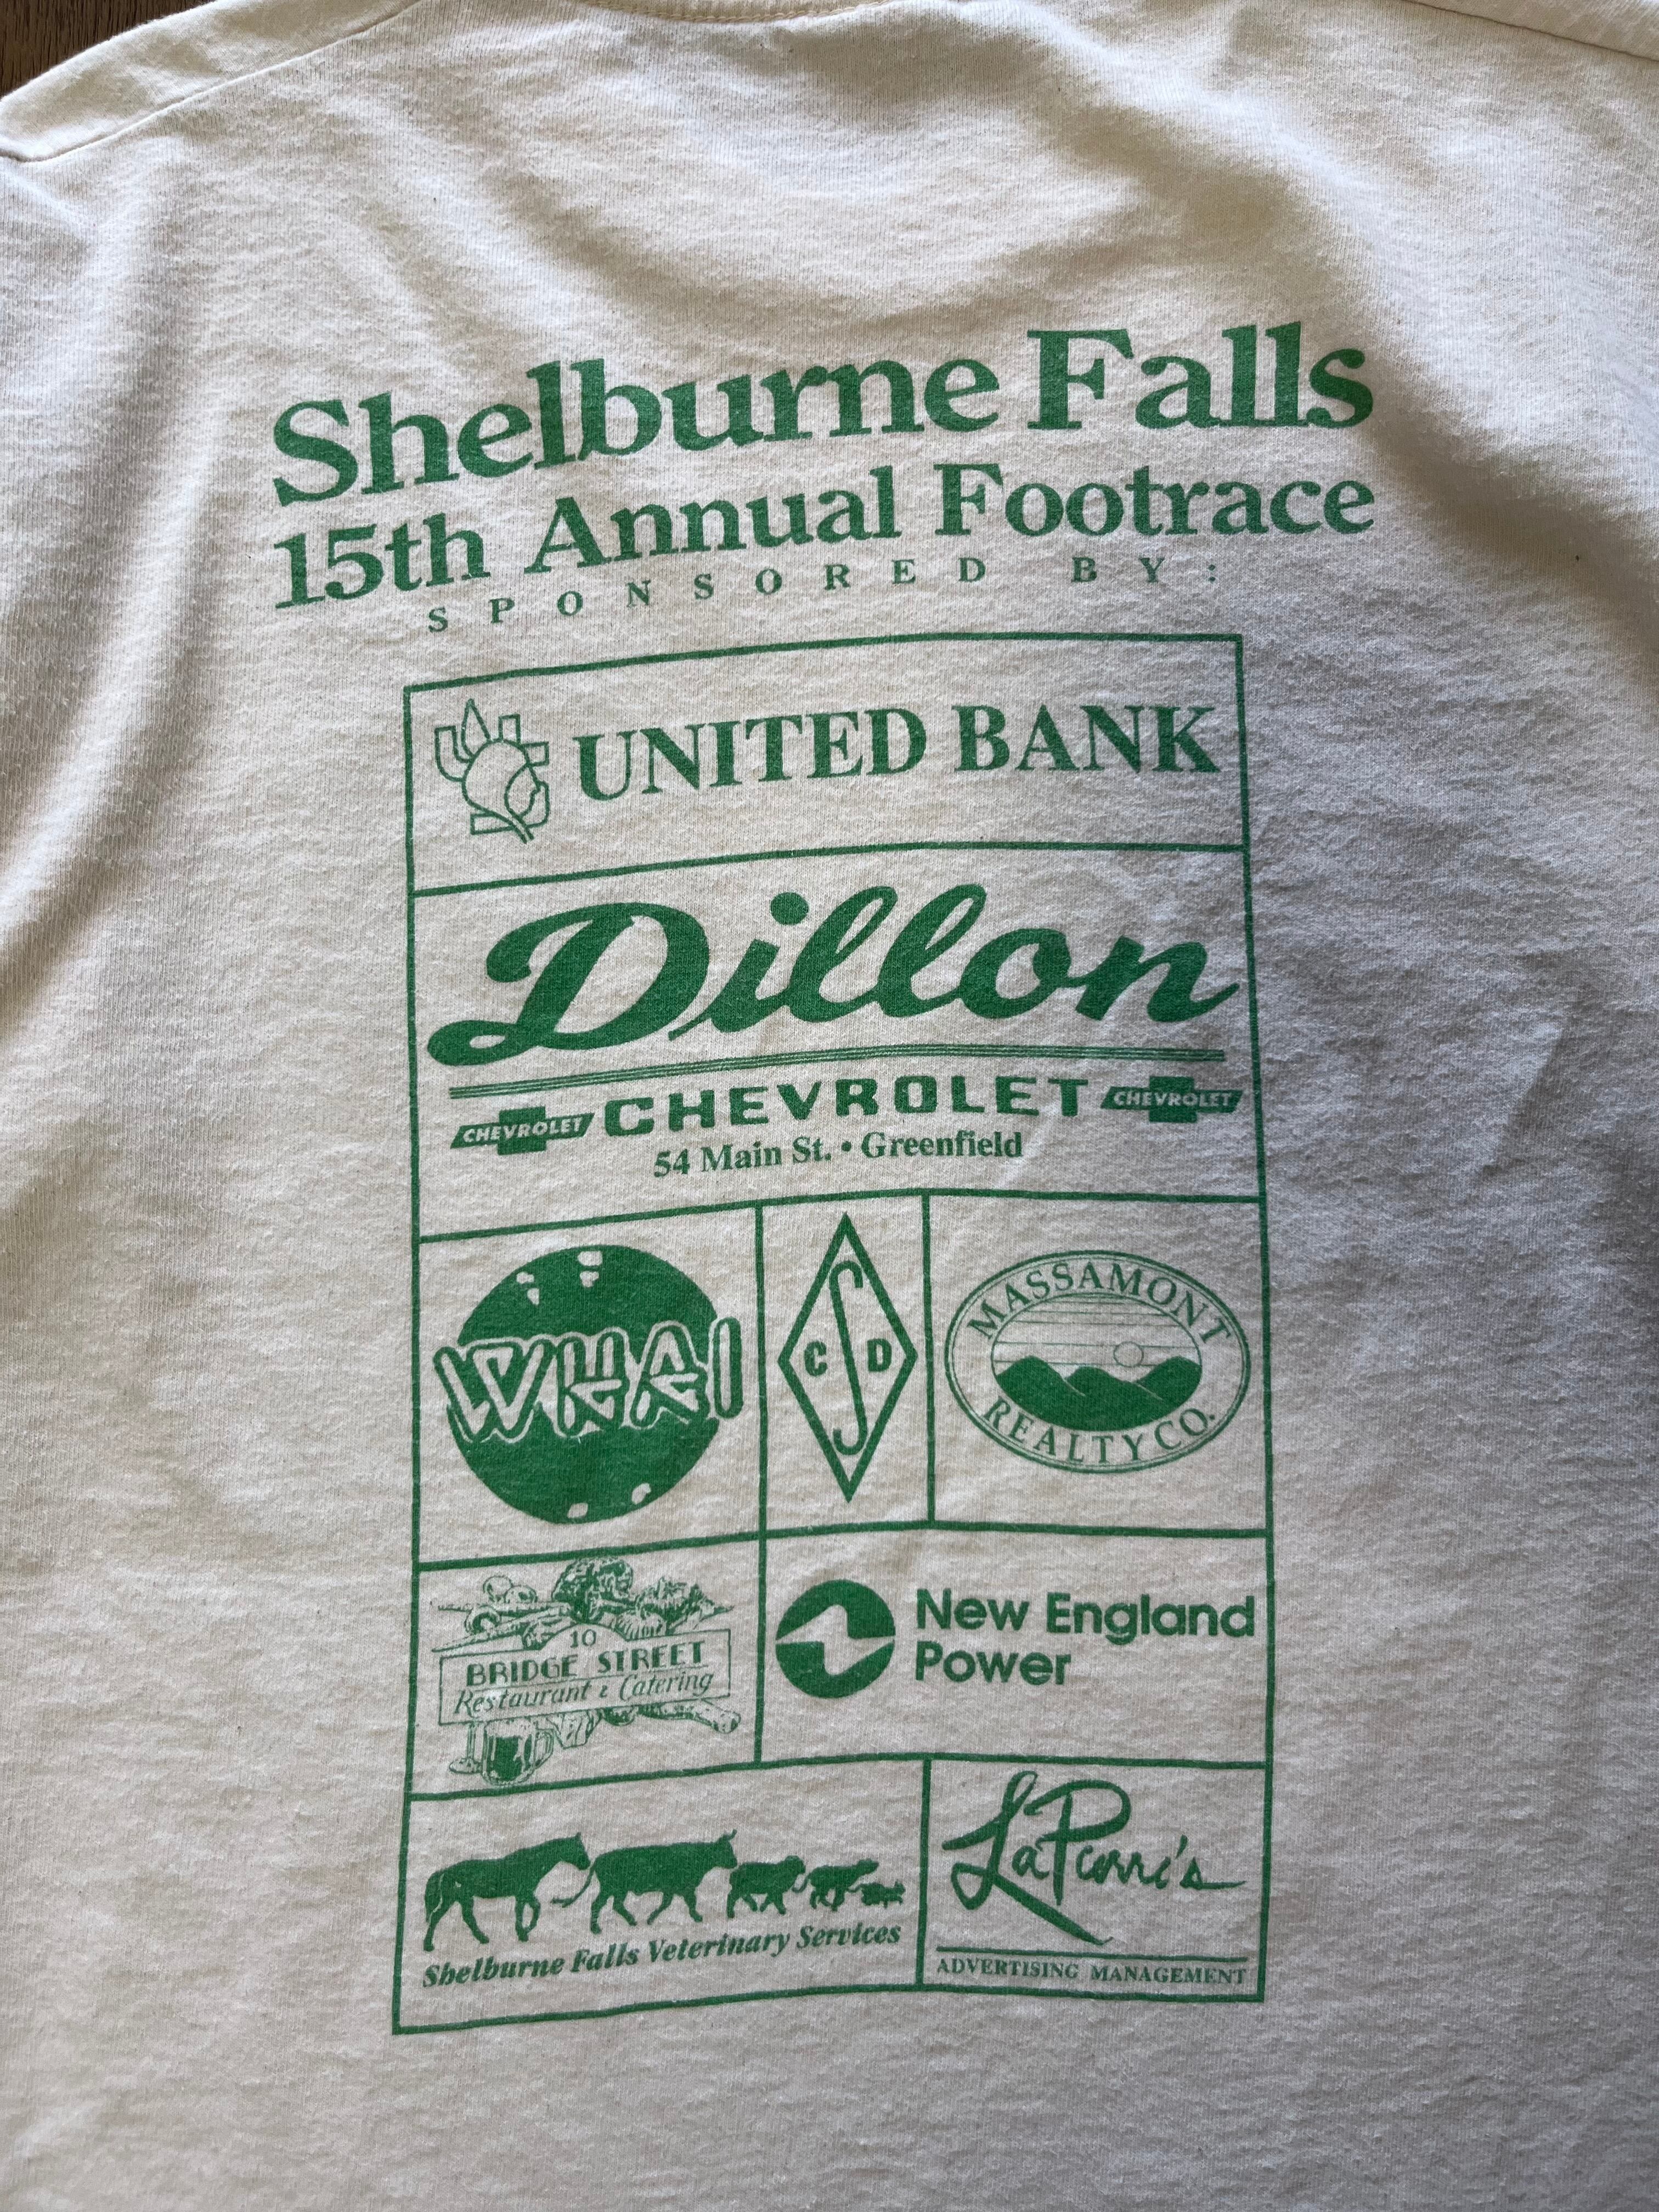 Shelburne Falls
15th Annual Footrace
SPONSORED BY:
UNITED BANK
Dillon
CHEVROLET CHEVROLET CHEVROLET
54 Main St. • Greenfield
WHAI
C S D
MASSAMONT
REALTY CO.
10
BRIDGE STREET
Restaurant & Catering
New England
Power
Shelburne Falls Veterinary Services
LaPierre's
ADVERTISING MANAGEMENT